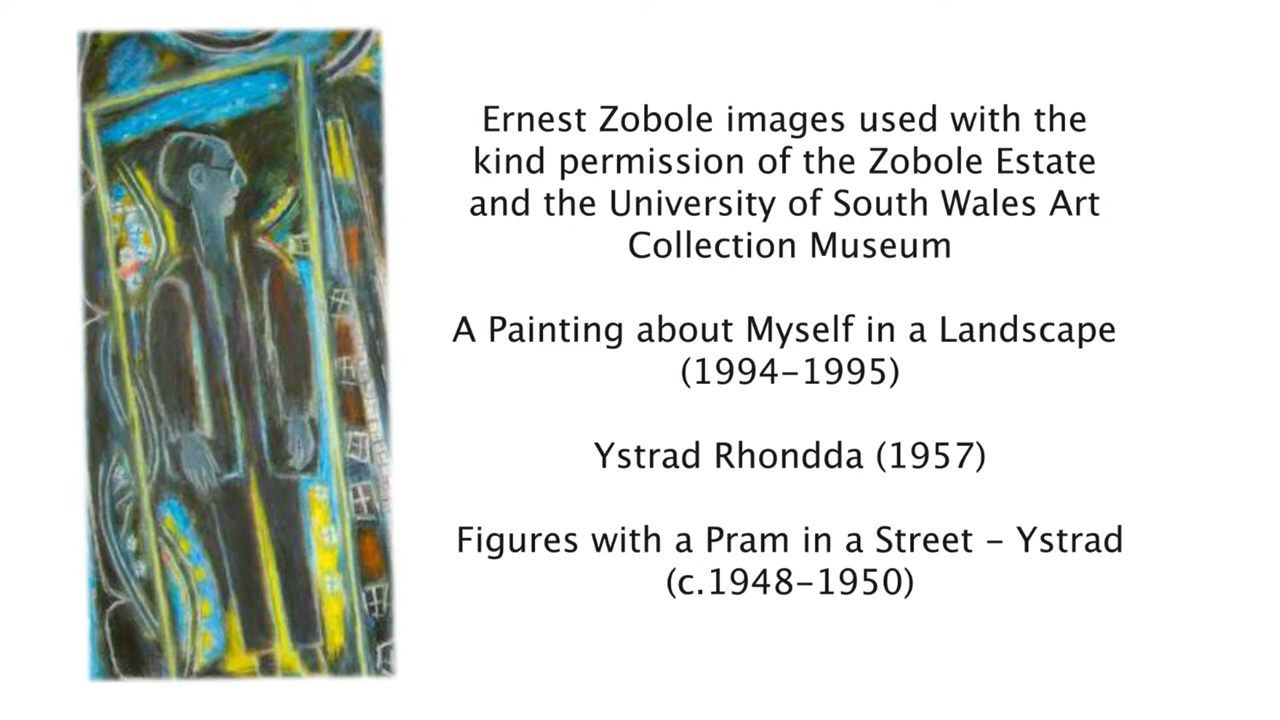 Ernest Zobole images used with the
kind permission of the Zobole Estate
and the University of South Wales Art
Collection Museum
A Painting about Myself in a Landscape
(1994-1995)
Ystrad Rhondda (1957)
Figures with a Pram in a Street - Ystrad
(c.1948-1950)